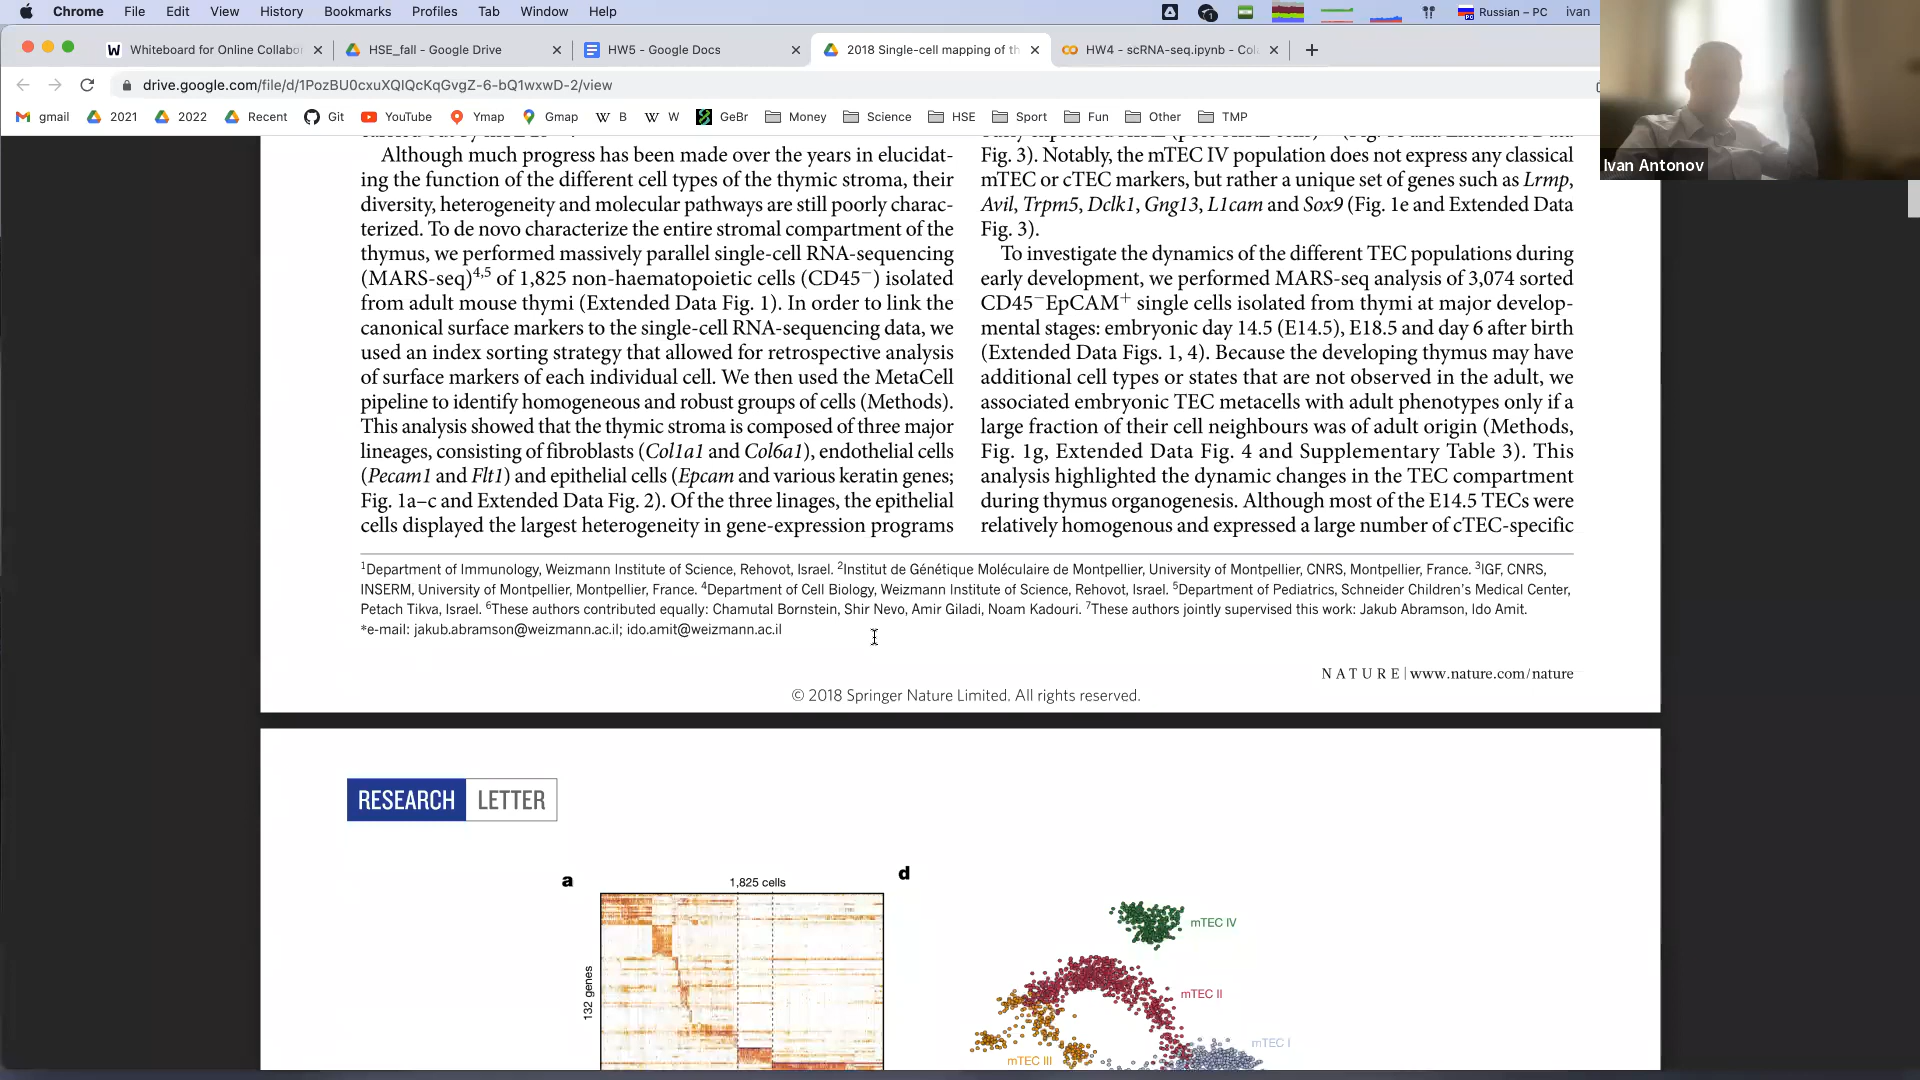 Chrome File Edit View History Bookmarks Profiles Tab Window Help
Russian – PC ivan
Whiteboard for Online Collabo
HSE_fall - Google Drive
HW5 - Google Docs
2018 Single-cell mapping of th
HW4 - scRNA-seq.ipynb - Col
drive.google.com/file/d/1PozBU0cxuXQIQcKqGvgZ-6-bQ1wxwD-2/view
gmail 2021 2022 Recent Git YouTube Ymap Gmap B W GeBr Money Science HSE Sport Fun Other TMP
Ivan Antonov
Although much progress has been made over the years in elucidat-
ing the function of the different cell types of the thymic stroma, their
diversity, heterogeneity and molecular pathways are still poorly charac-
terized. To de novo characterize the entire stromal compartment of the
thymus, we performed massively parallel single-cell RNA-sequencing
(MARS-seq)4,5 of 1,825 non-haematopoietic cells (CD45−) isolated
from adult mouse thymi (Extended Data Fig. 1). In order to link the
canonical surface markers to the single-cell RNA-sequencing data, we
used an index sorting strategy that allowed for retrospective analysis
of surface markers of each individual cell. We then used the MetaCell
pipeline to identify homogeneous and robust groups of cells (Methods).
This analysis showed that the thymic stroma is composed of three major
lineages, consisting of fibroblasts (Col1a1 and Col6a1), endothelial cells
(Pecam1 and Flt1) and epithelial cells (Epcam and various keratin genes;
Fig. 1a–c and Extended Data Fig. 2). Of the three linages, the epithelial
cells displayed the largest heterogeneity in gene-expression programs
Fig. 3). Notably, the mTEC IV population does not express any classical
mTEC or cTEC markers, but rather a unique set of genes such as Lrmp,
Avil, Trpm5, Dclk1, Gng13, L1cam and Sox9 (Fig. 1e and Extended Data
Fig. 3).
To investigate the dynamics of the different TEC populations during
early development, we performed MARS-seq analysis of 3,074 sorted
CD45−EpCAM+ single cells isolated from thymi at major develop-
mental stages: embryonic day 14.5 (E14.5), E18.5 and day 6 after birth
(Extended Data Figs. 1, 4). Because the developing thymus may have
additional cell types or states that are not observed in the adult, we
associated embryonic TEC metacells with adult phenotypes only if a
large fraction of their cell neighbours was of adult origin (Methods,
Fig. 1g, Extended Data Fig. 4 and Supplementary Table 3). This
analysis highlighted the dynamic changes in the TEC compartment
during thymus organogenesis. Although most of the E14.5 TECs were
relatively homogenous and expressed a large number of cTEC-specific
1Department of Immunology, Weizmann Institute of Science, Rehovot, Israel. 2Institut de Génétique Moléculaire de Montpellier, University of Montpellier, CNRS, Montpellier, France. 3IGF, CNRS,
INSERM, University of Montpellier, Montpellier, France. 4Department of Cell Biology, Weizmann Institute of Science, Rehovot, Israel. 5Department of Pediatrics, Schneider Children's Medical Center,
Petach Tikva, Israel. 6These authors contributed equally: Chamutal Bornstein, Shir Nevo, Amir Giladi, Noam Kadouri. 7These authors jointly supervised this work: Jakub Abramson, Ido Amit.
*e-mail: jakub.abramson@weizmann.ac.il; ido.amit@weizmann.ac.il
NATURE | www.nature.com/nature
© 2018 Springer Nature Limited. All rights reserved.
RESEARCH LETTER
a
1,825 cells
132 genes
d
mTEC IV
mTEC II
mTEC I
mTEC III